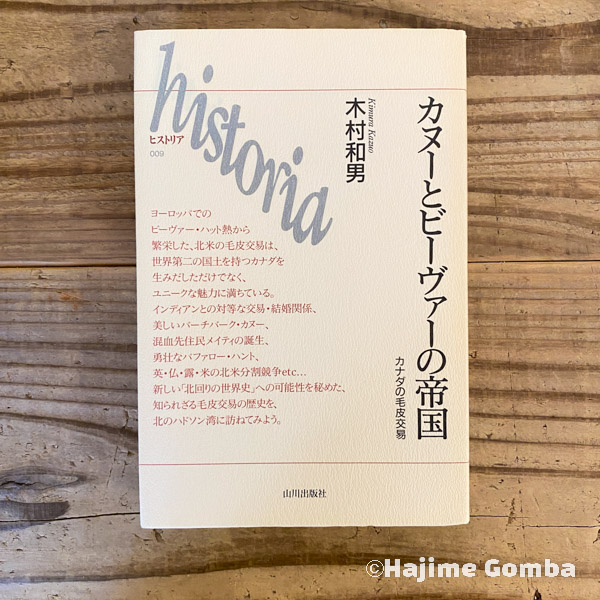 historia
ヒストリア
009
カヌーとビーヴァーの帝国
カナダの毛皮交易
木村和男
Kimura Kazuo
ヨーロッパでの
ビーヴァー・ハット熱から
繁栄した、北米の毛皮交易は、
世界第二の国土を持つカナダを
生みだしただけでなく、
ユニークな魅力に満ちている。
インディアンとの対等な交易・結婚関係、
美しいバーチバーク・カヌー、
混血先住民メイティの誕生、
勇壮なバファロー・ハント、
英・仏・露・米の北米分割競争etc…
新しい「北回りの世界史」への可能性を秘めた、
知られざる毛皮交易の歴史を、
北のハドソン湾に訪ねてみよう。
山川出版社
©Hajime Gomba